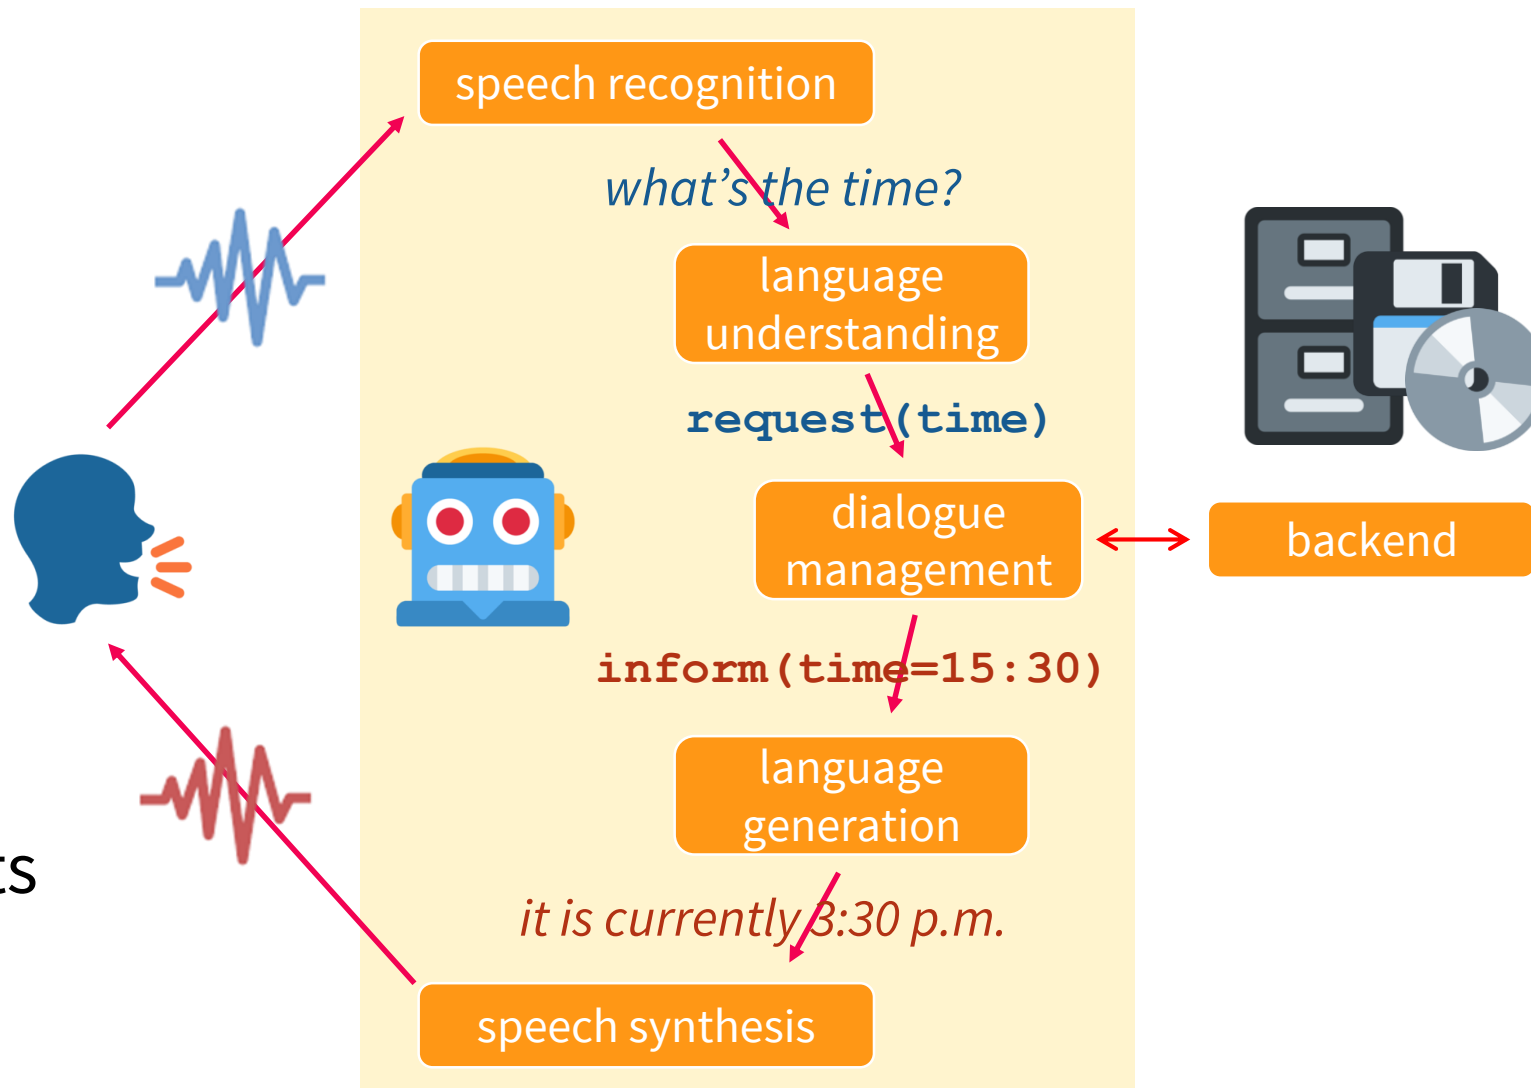 speech recognition
what's the time?
language
understanding
request(time)
dialogue
management
backend
inform(time=15:30)
language
generation
ts
it is currently 3:30 p.m.
speech synthesis